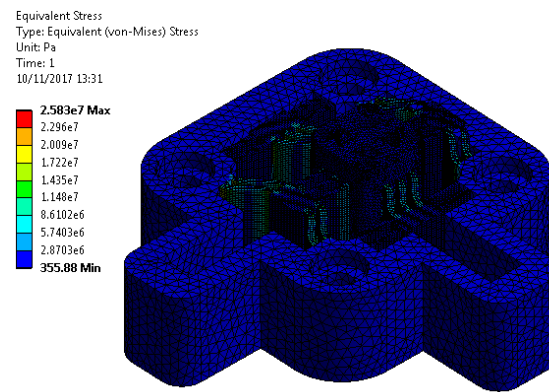 Equivalent Stress
Type: Equivalent (von-Mises) Stress
Unit: Pa
Time: 1
10/11/2017 13:31
2.583e7 Max
2.296e7
2.009e7
1.722e7
1.435e7
1.148e7
8.6102e6
5.7403e6
2.8703e6
355.88 Min